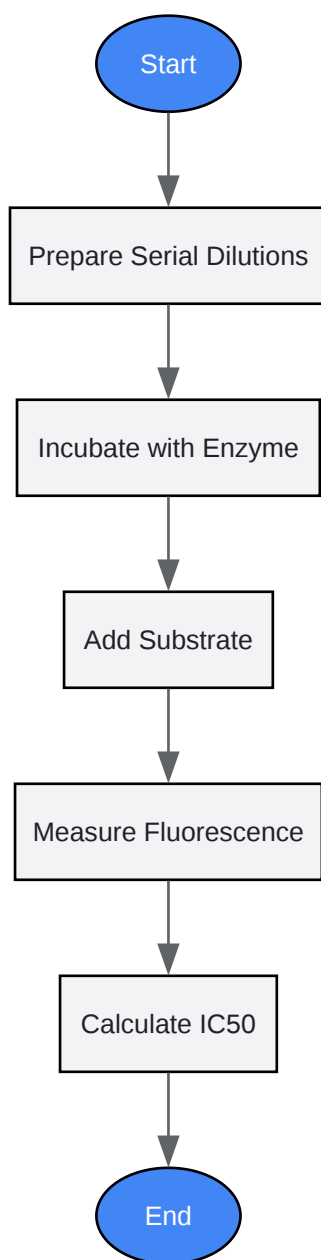 Start
Prepare Serial Dilutions
Incubate with Enzyme
Add Substrate
Measure Fluorescence
Calculate IC50
End